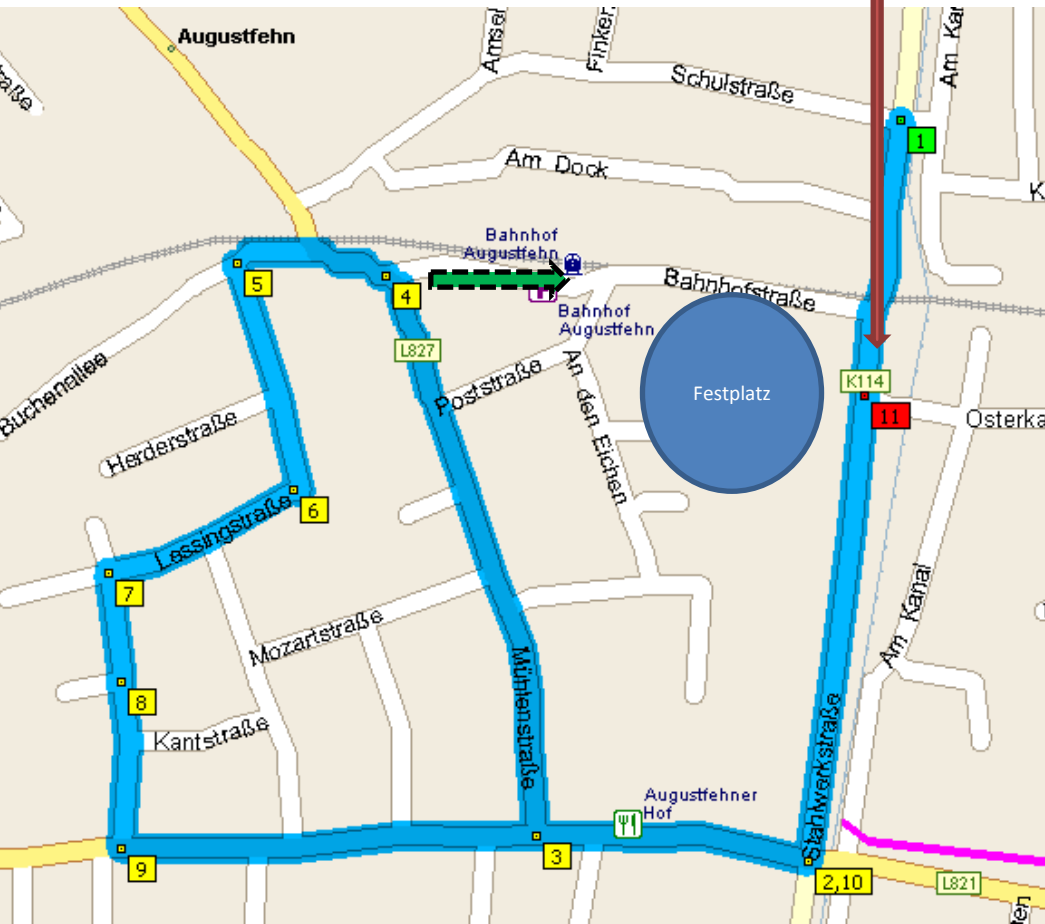 Augustfehn
Amsel
Finken
Am Ka
raße
Schulstraße
1
Am Dock
K
Bahnhof
Augustfehn
5
4
Bahnhofstraße
Bahnhof
Augustfehn
L827
Festplatz
K114
11
Osterka
Buchenallee
Poststraße
An den Eichen
Herderstraße
6
Lessingstraße
7
Mozartstraße
Am Kanal
8
Kantstraße
Mühlenstraße
Stahlwerkstraße
Augustfehner
Hof
3
9
2,10
L821
den